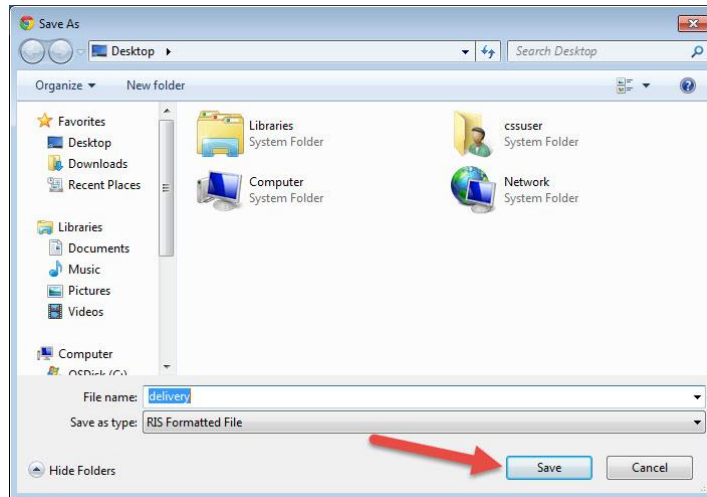 Save As
Desktop
Search Desktop
Organize
New folder
Favorites
Desktop
Downloads
Recent Places
Libraries
Documents
Music
Pictures
Videos
Computer
OSDisk (C:)
Libraries
System Folder
cssuser
System Folder
Computer
System Folder
Network
System Folder
File name: delivery
Save as type: RIS Formatted File
Hide Folders
Save
Cancel